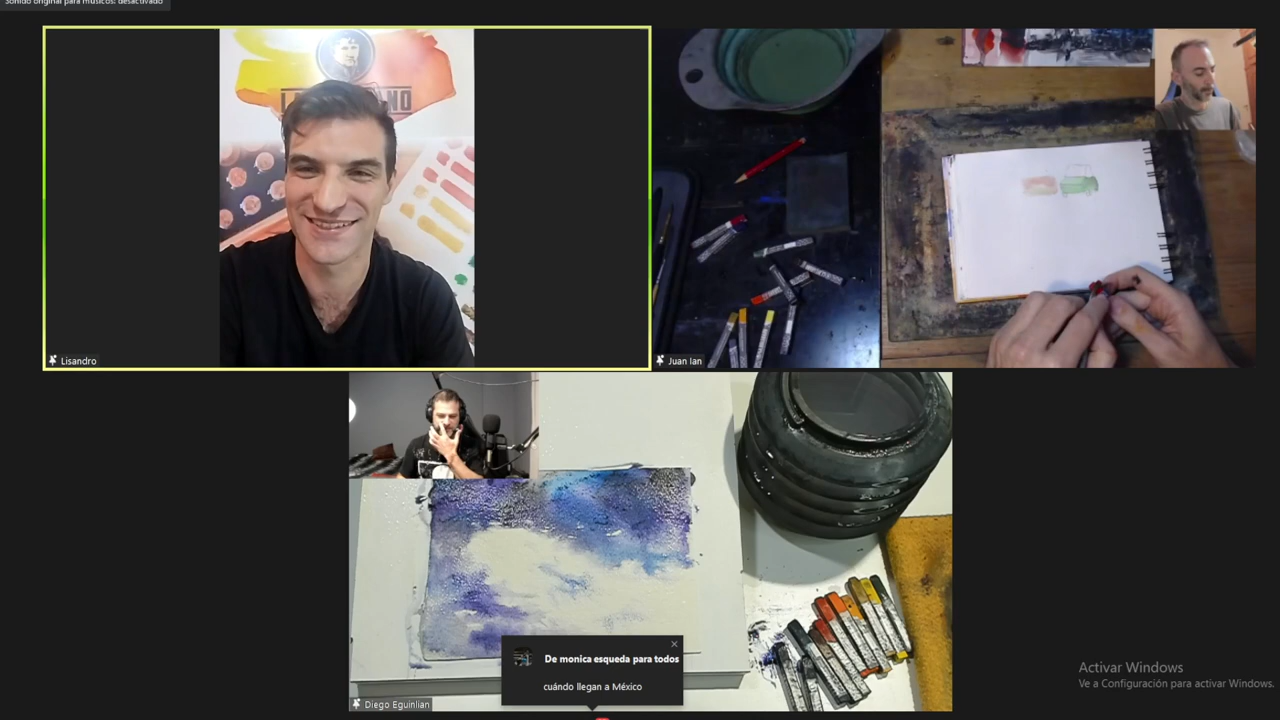 Sonido original para músicos: desactivado
Lisandro
Juan Ian
De monica esqueda para todos
cuándo llegan a México
Activar Windows
Ve a Configuración para activar Windows.
Diego Eguinlian